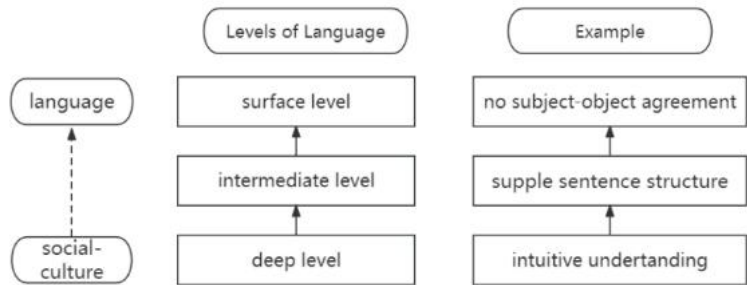 Levels of Language
Example
language
surface level
no subject-object agreement
intermediate level
supple sentence structure
social-
culture
deep level
intuitive undertanding